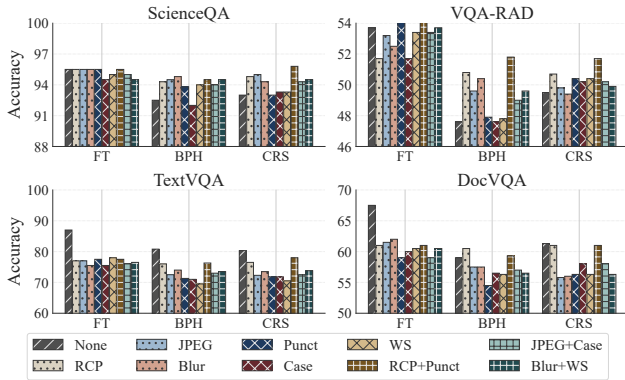 ScienceQA
VQA-RAD
Accuracy
100
97
94
91
88
FT BPH CRS
54
52
50
48
46
FT BPH CRS
TextVQA
DocVQA
Accuracy
100
90
80
70
60
FT BPH CRS
70
65
60
55
50
FT BPH CRS
None JPEG Punct WS JPEG+Case
RCP Blur Case RCP+Punct Blur+WS